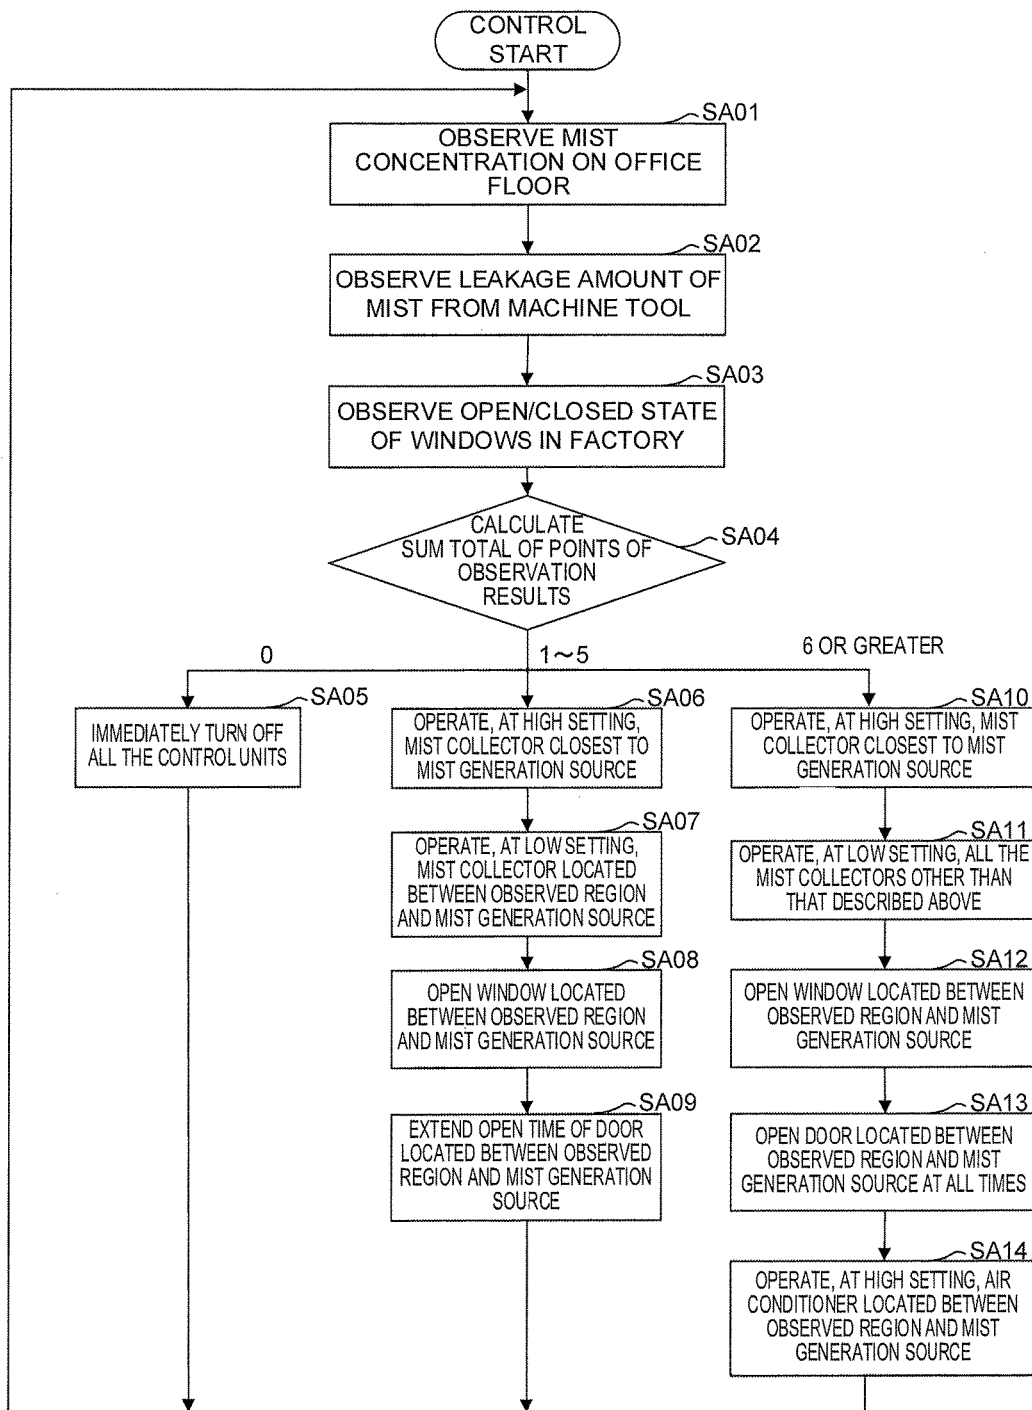 CONTROL
START
SA01
OBSERVE MIST
CONCENTRATION ON OFFICE
FLOOR
SA02
OBSERVE LEAKAGE AMOUNT OF
MIST FROM MACHINE TOOL
SA03
OBSERVE OPEN/CLOSED STATE
OF WINDOWS IN FACTORY
CALCULATE
SUM TOTAL OF POINTS OF
OBSERVATION
RESULTS
SA04
0
1~5
6 OR GREATER
SA05
IMMEDIATELY TURN OFF
ALL THE CONTROL UNITS
SA06
OPERATE, AT HIGH SETTING,
MIST COLLECTOR CLOSEST TO
MIST GENERATION SOURCE
SA07
OPERATE, AT LOW SETTING,
MIST COLLECTOR LOCATED
BETWEEN OBSERVED REGION
AND MIST GENERATION SOURCE
SA08
OPEN WINDOW LOCATED
BETWEEN OBSERVED REGION
AND MIST GENERATION SOURCE
SA09
EXTEND OPEN TIME OF DOOR
LOCATED BETWEEN OBSERVED
REGION AND MIST GENERATION
SOURCE
SA10
OPERATE, AT HIGH SETTING, MIST
COLLECTOR CLOSEST TO MIST
GENERATION SOURCE
SA11
OPERATE, AT LOW SETTING, ALL THE
MIST COLLECTORS OTHER THAN
THAT DESCRIBED ABOVE
SA12
OPEN WINDOW LOCATED BETWEEN
OBSERVED REGION AND MIST
GENERATION SOURCE
SA13
OPEN DOOR LOCATED BETWEEN
OBSERVED REGION AND MIST
GENERATION SOURCE AT ALL TIMES
SA14
OPERATE, AT HIGH SETTING, AIR
CONDITIONER LOCATED BETWEEN
OBSERVED REGION AND MIST
GENERATION SOURCE